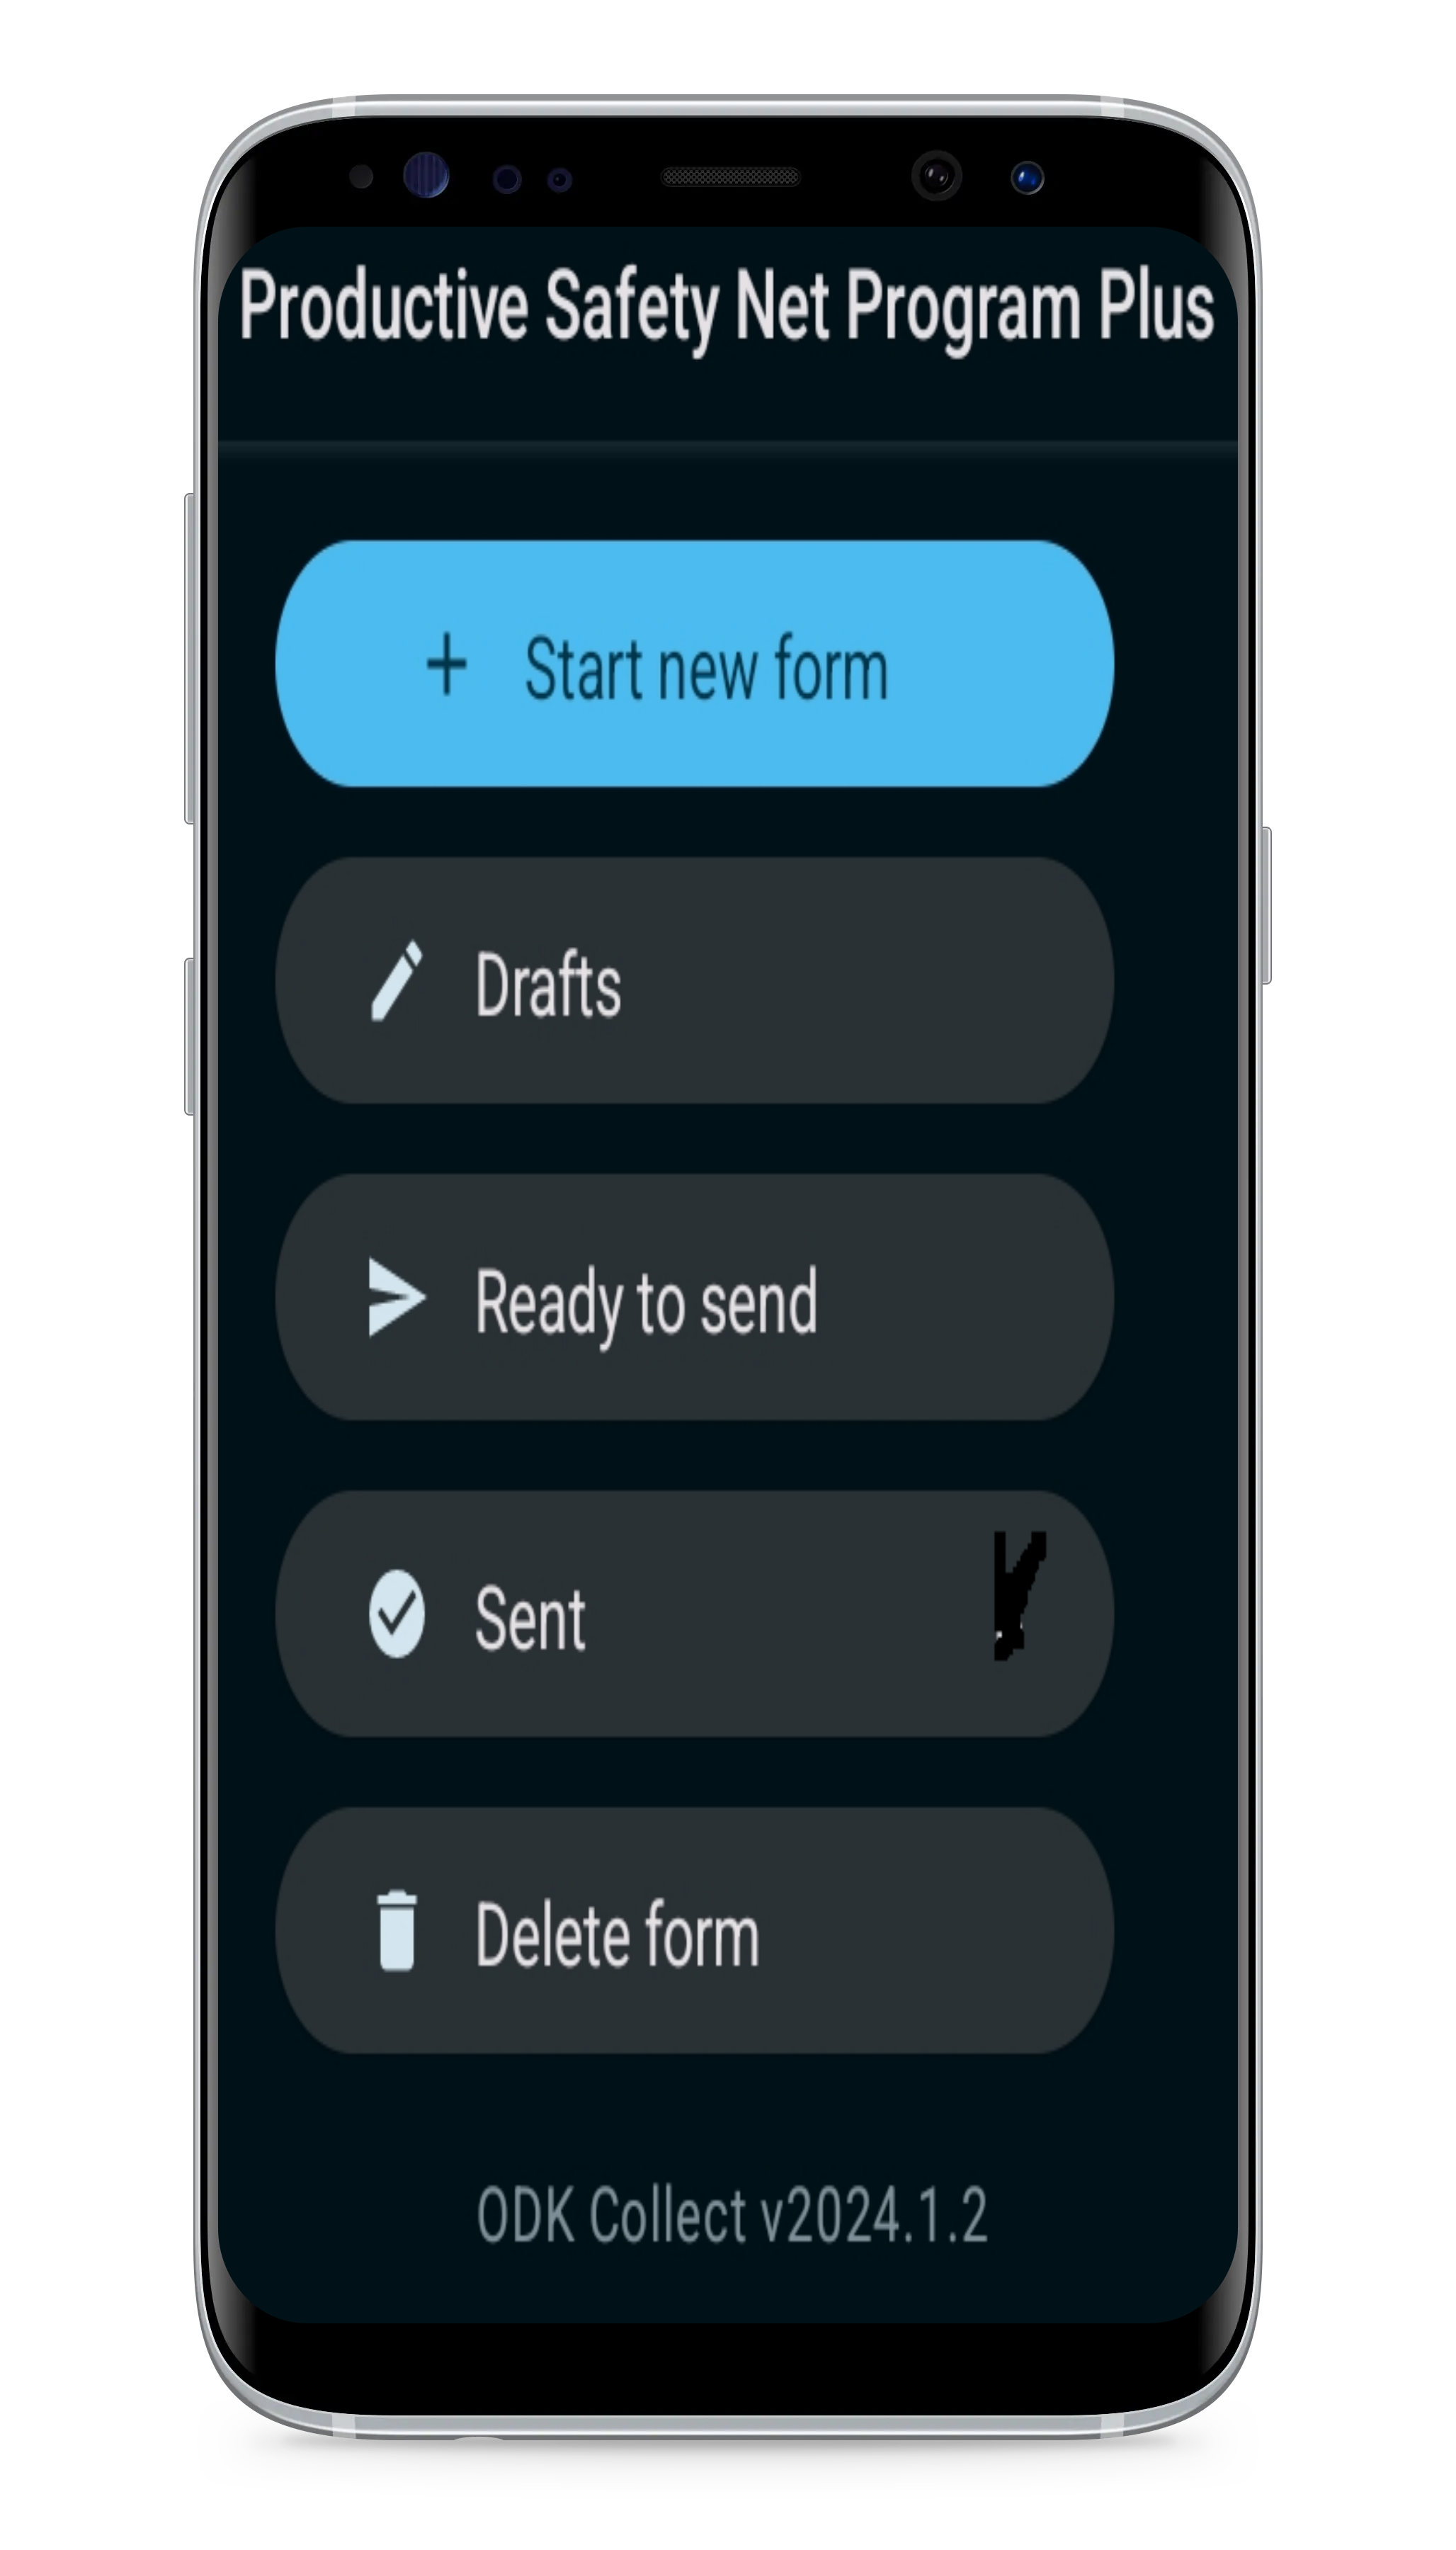 Productive Safety Net Program Plus
Start new form
Drafts
Ready to send
Sent
Delete form
ODK Collect v2024.1.2